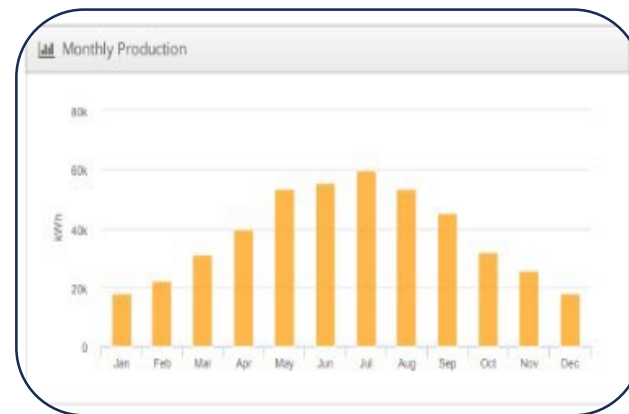 Monthly Production
80k
60k
40k
20k
0
kWh
Jan Feb Mar Apr May Jun Jul Aug Sep Oct Nov Dec